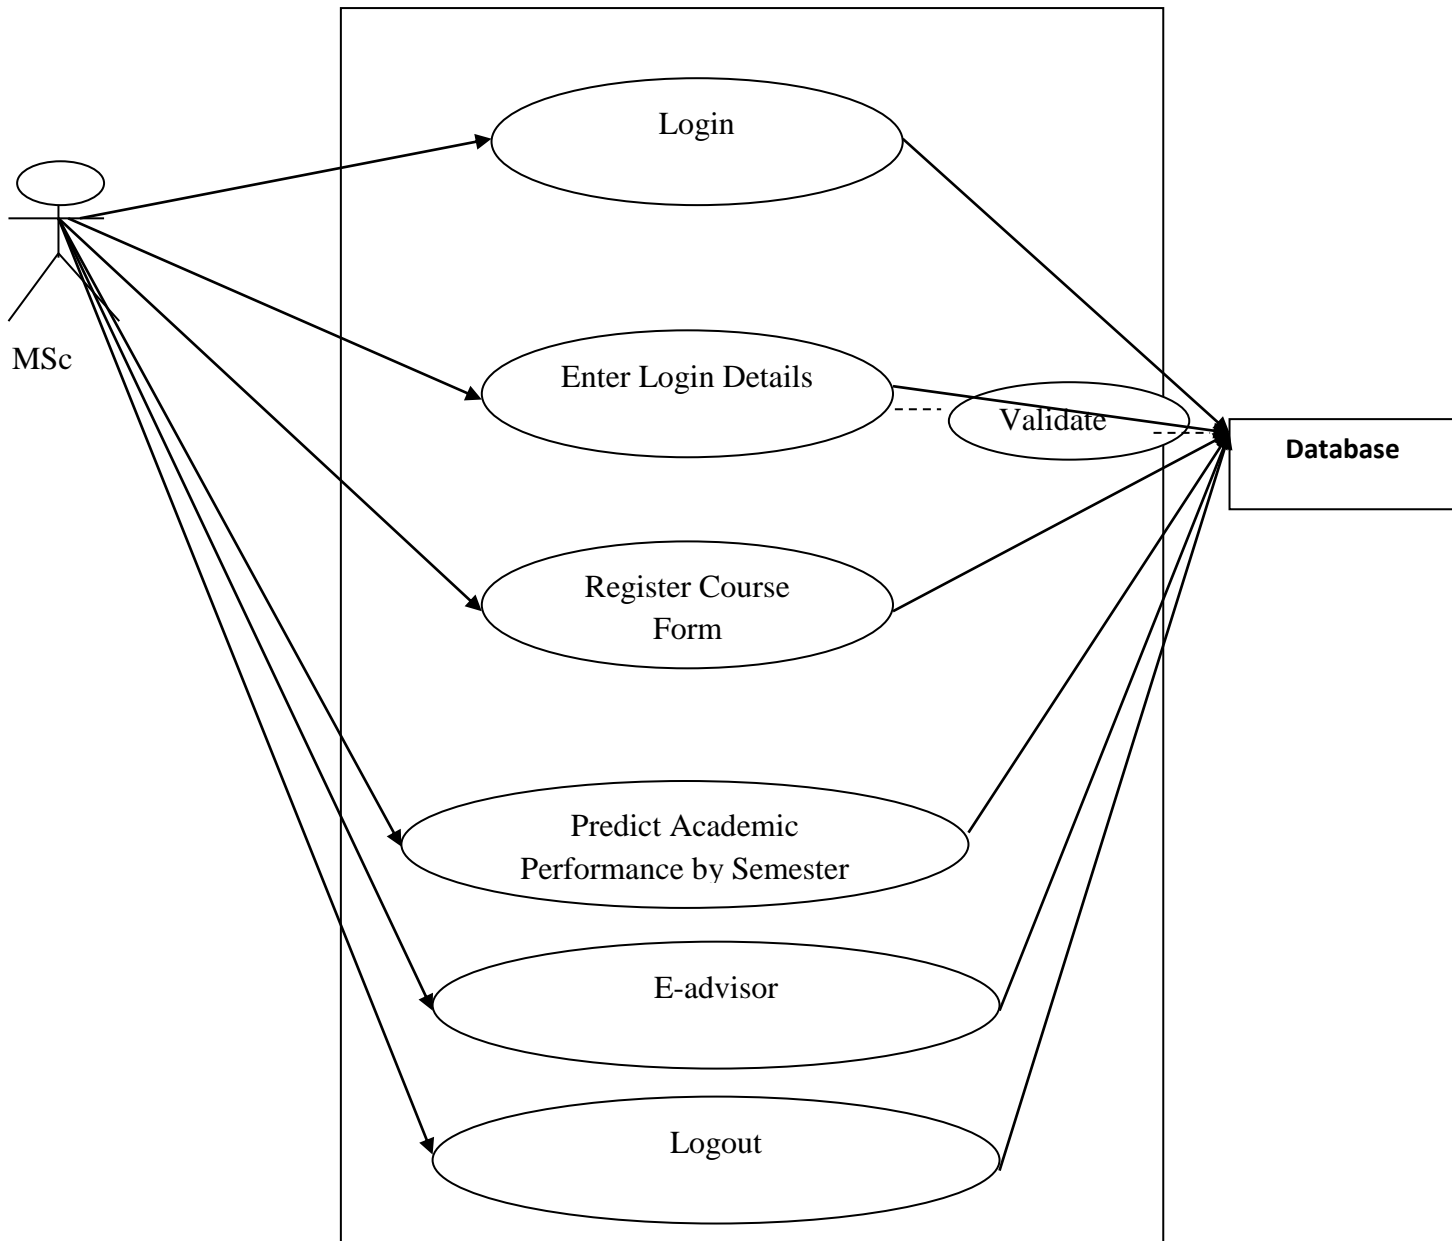 Login
MSc
Enter Login Details
Validate
Database
Register Course
Form
Predict Academic
Performance by Semester
E-advisor
Logout